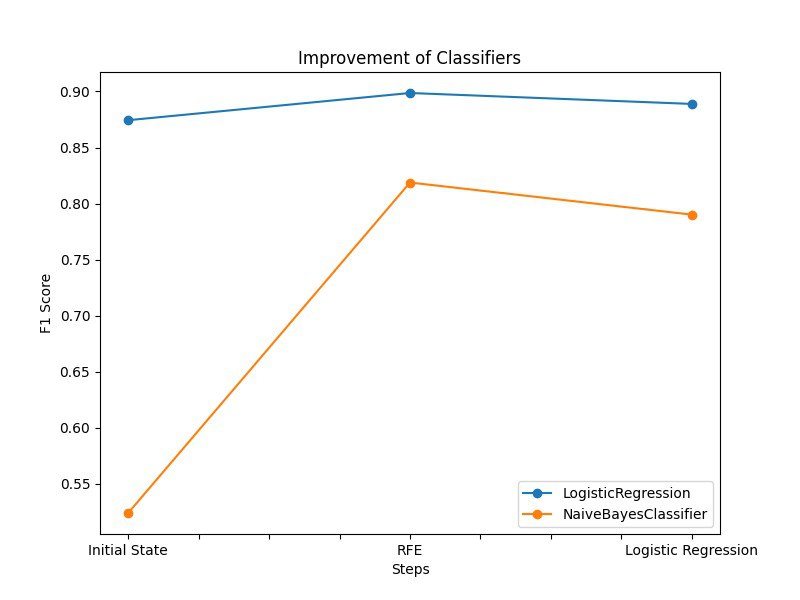 Improvement of Classifiers
0.90
0.85
0.80
0.75
0.70
0.65
0.60
0.55
F1 Score
LogisticRegression
NaiveBayesClassifier
Initial State
RFE
Logistic Regression
Steps